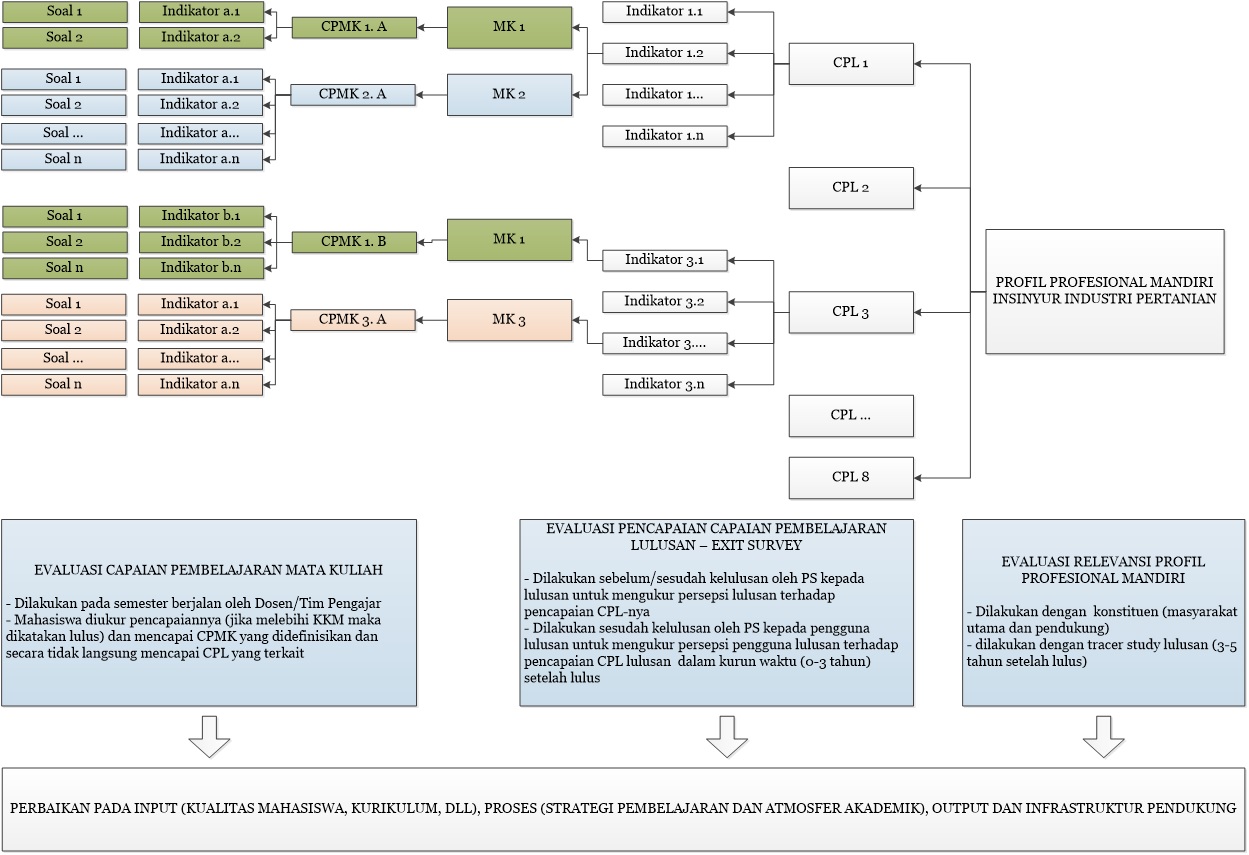 Soal 1
Indikator a.1
Soal 2
Indikator a.2
CPMK 1. A
MK 1
Indikator 1.1
Indikator 1.2
Indikator 1...
Indikator 1.n
CPL 1
Soal 1
Indikator a.1
Soal 2
Indikator a.2
Soal ...
Indikator a...
Soal n
Indikator a.n
CPMK 2. A
MK 2
CPL 2
Soal 1
Indikator b.1
Soal 2
Indikator b.2
Soal n
Indikator b.n
CPMK 1. B
MK 1
Indikator 3.1
Indikator 3.2
Indikator 3....
Indikator 3.n
CPL 3
PROFIL PROFESIONAL MANDIRI
INSINYUR INDUSTRI PERTANIAN
Soal 1
Indikator a.1
Soal 2
Indikator a.2
Soal ...
Indikator a...
Soal n
Indikator a.n
CPMK 3. A
MK 3
CPL ...
CPL 8
EVALUASI CAPAIAN PEMBELAJARAN MATA KULIAH
- Dilakukan pada semester berjalan oleh Dosen/Tim Pengajar
- Mahasiswa diukur pencapaiannya (jika melebihi KKM maka
dikatakan lulus) dan mencapai CPMK yang didefinisikan dan
secara tidak langsung mencapai CPL yang terkait
EVALUASI PENCAPAIAN CAPAIAN PEMBELAJARAN
LULUSAN – EXIT SURVEY
- Dilakukan sebelum/sesudah kelulusan oleh PS kepada
lulusan untuk mengukur persepsi lulusan terhadap
pencapaian CPL-nya
- Dilakukan sesudah kelulusan oleh PS kepada pengguna
lulusan untuk mengukur persepsi pengguna lulusan terhadap
pencapaian CPL lulusan dalam kurun waktu (0-3 tahun)
setelah lulus
EVALUASI RELEVANSI PROFIL
PROFESIONAL MANDIRI
- Dilakukan dengan konstituen (masyarakat
utama dan pendukung)
- dilakukan dengan tracer study lulusan (3-5
tahun setelah lulus)
PERBAIKAN PADA INPUT (KUALITAS MAHASISWA, KURIKULUM, DLL), PROSES (STRATEGI PEMBELAJARAN DAN ATMOSFER AKADEMIK), OUTPUT DAN INFRASTRUKTUR PENDUKUNG